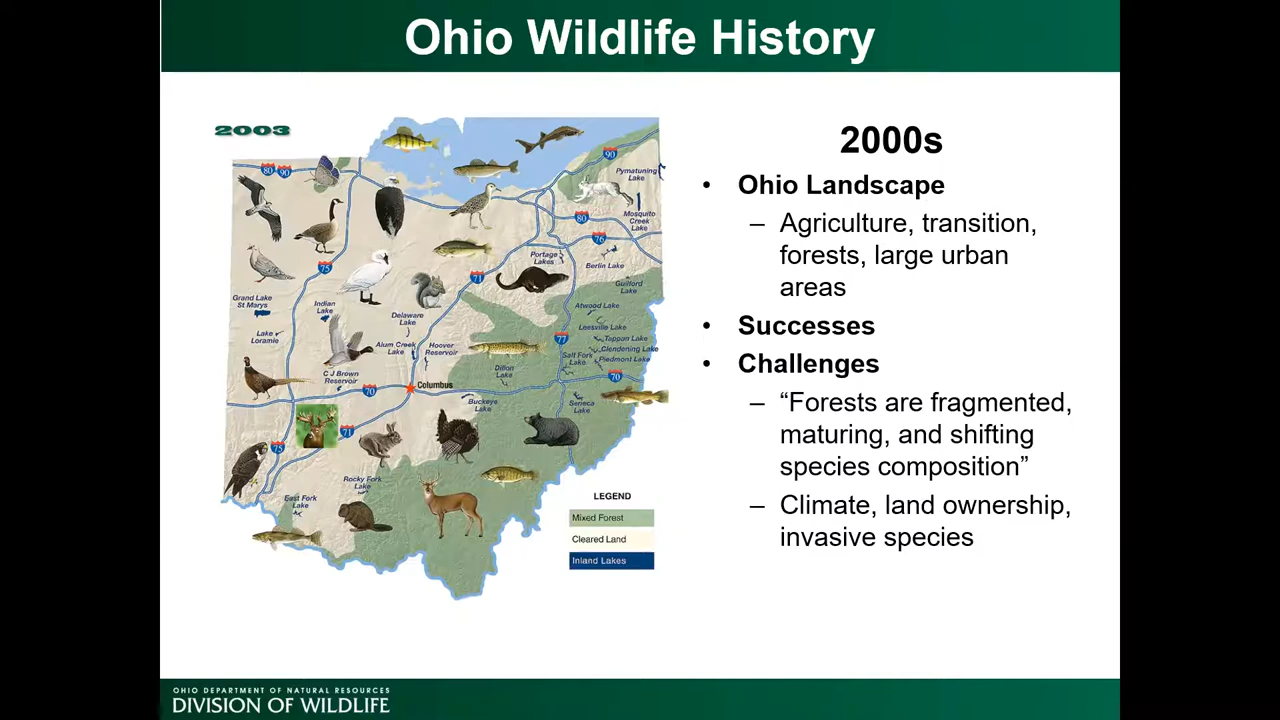 Ohio Wildlife History
2003
80 90
90
Pymatuning
Lake
Mosquito
Creek
Lake
80
76
Portage
Lakes
Berlin Lake
75
71
Guilford
Lake
Grand Lake
St Marys
Indian
Lake
Delaware
Lake
Atwood Lake
Leesville Lake
Lake
Loramie
Alum Creek
Lake
Hoover
Reservoir
77
Tappan Lake
Clendening Lake
Salt Fork
Lake
Piedmont Lake
C J Brown
Reservoir
Dillon
Lake
70
Columbus
70
Buckeye
Lake
Seneca
Lake
71
75
Rocky Fork
Lake
East Fork
Lake
LEGEND
Mixed Forest
Cleared Land
Inland Lakes
2000s
• Ohio Landscape
– Agriculture, transition,
forests, large urban
areas
• Successes
• Challenges
– “Forests are fragmented,
maturing, and shifting
species composition”
– Climate, land ownership,
invasive species
OHIO DEPARTMENT OF NATURAL RESOURCES
DIVISION OF WILDLIFE